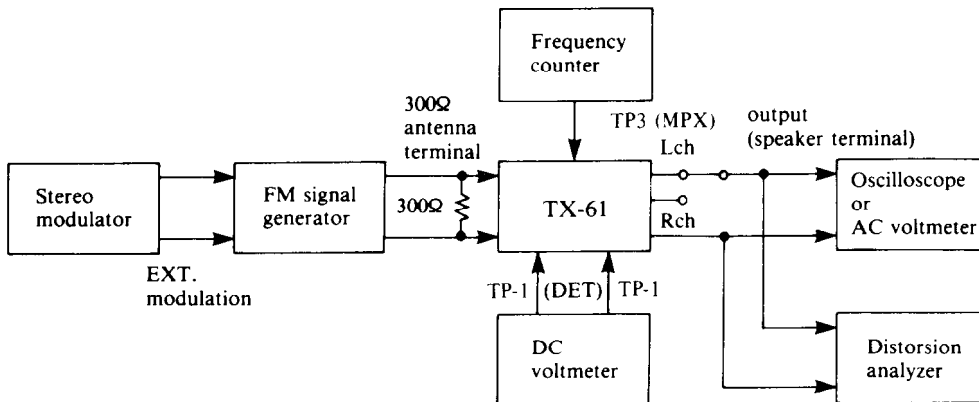 Frequency
counter
300Ω
antenna
terminal
TP3 (MPX)
output
(speaker terminal)
Lch
Stereo
modulator
FM signal
generator
300Ω
TX-61
Rch
Oscilloscope
or
AC voltmeter
EXT.
modulation
TP-1 (DET) TP-1
DC
voltmeter
Distorsion
analyzer